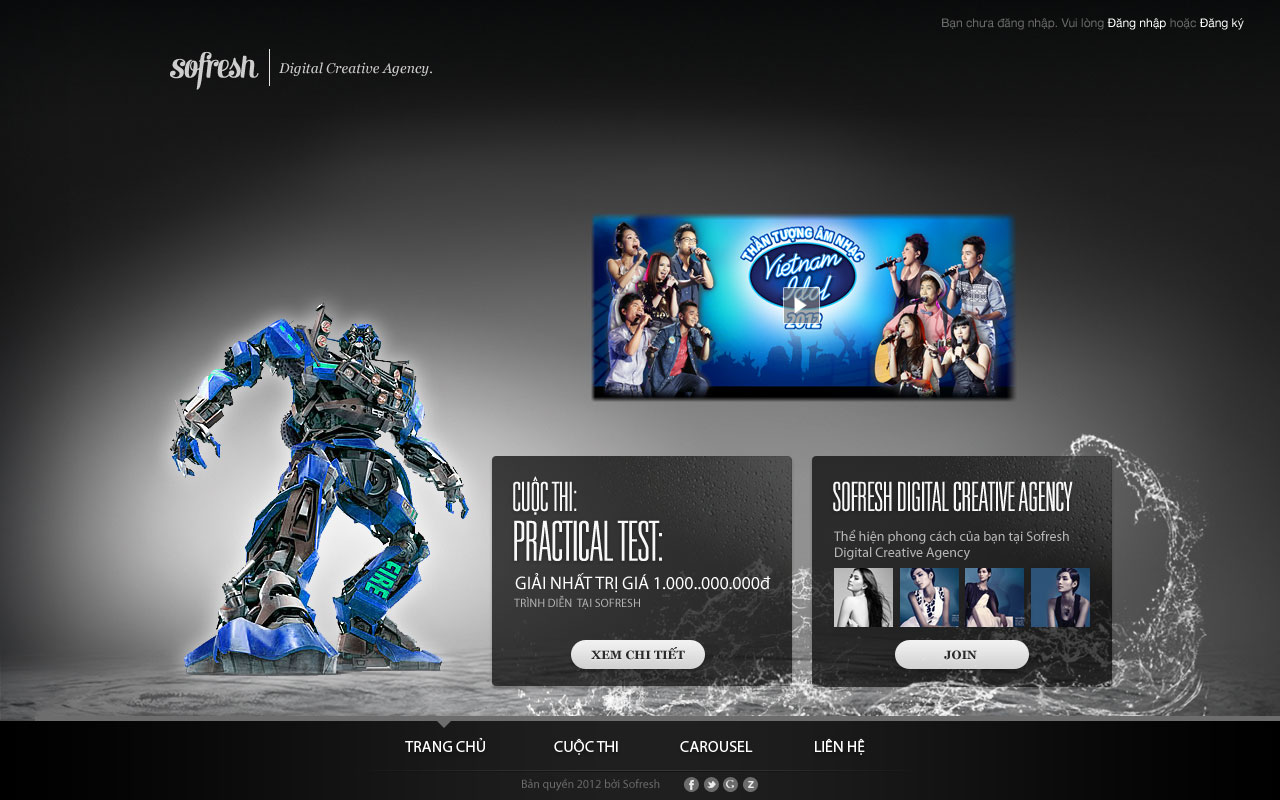 Bạn chưa đăng nhập. Vui lòng Đăng nhập hoặc Đăng ký
sofresh
Digital Creative Agency.
THẦN TƯỢNG ÂM NHẠC
Vietnam
Idol
2012
CUỘC THI:
PRACTICAL TEST:
GIẢI NHẤT TRỊ GIÁ 1.000..000.000đ
TRÌNH DIỄN TẠI SOFRESH
XEM CHI TIẾT
SOFRESH DIGITAL CREATIVE AGENCY
Thể hiện phong cách của bạn tại Sofresh
Digital Creative Agency
JOIN
FIRE
TRANG CHỦ CUỘC THI CAROUSEL LIÊN HỆ
Bản quyền 2012 bởi Sofresh